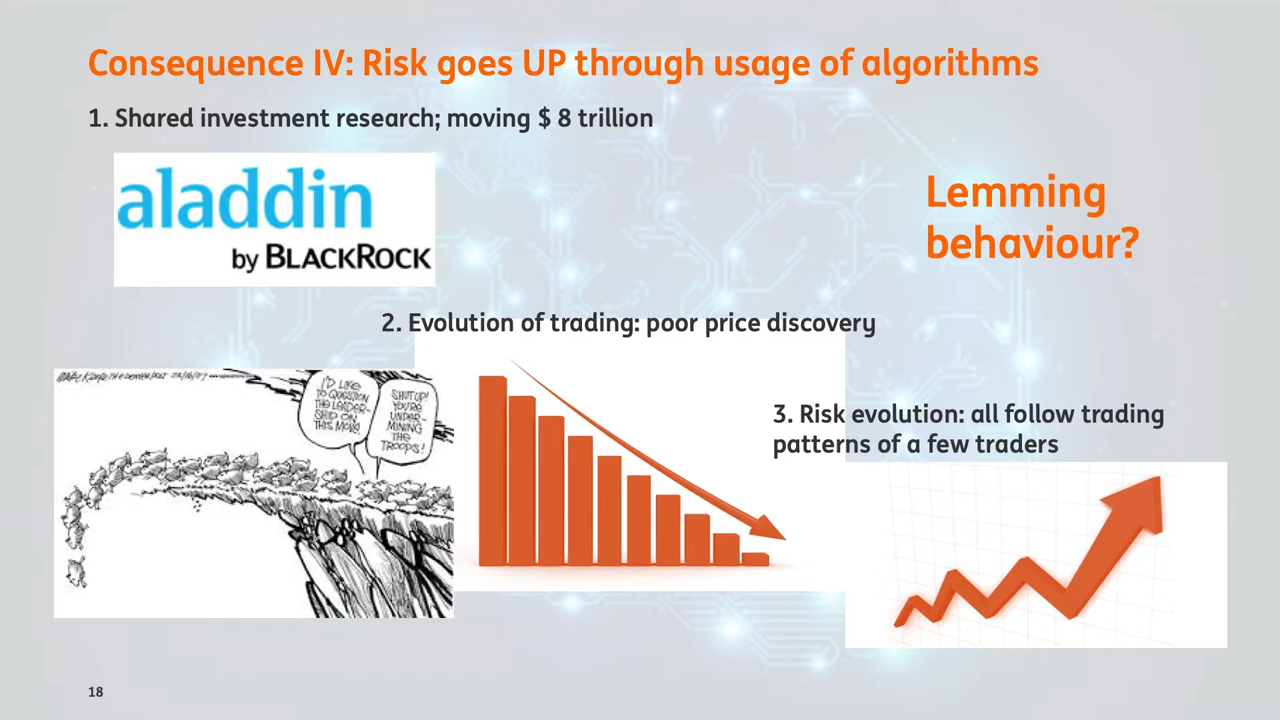 Consequence IV: Risk goes UP through usage of algorithms
1. Shared investment research; moving $ 8 trillion
aladdin
by BLACKROCK
Lemming
behaviour?
2. Evolution of trading: poor price discovery
I'D LIKE
TO QUESTION
THE LEADER-
SHIP ON
THIS MOVE!
SHUT UP!
YOU'RE
UNDER-
MINING
THE
TROOPS!
3. Risk evolution: all follow trading
patterns of a few traders
18